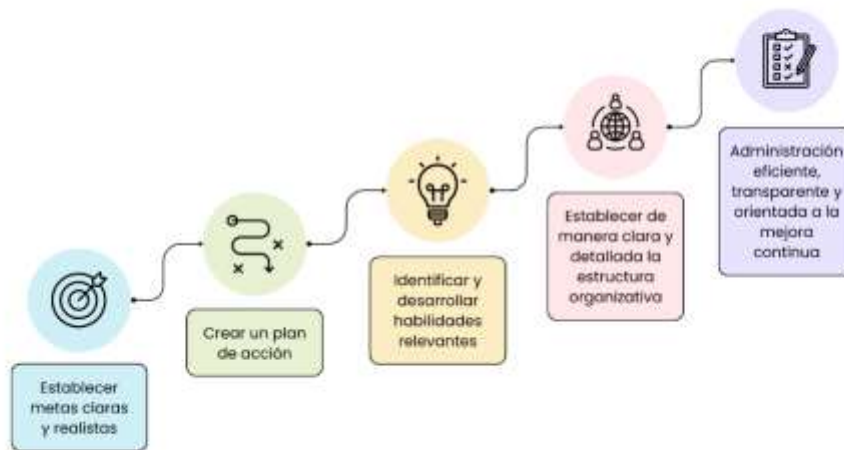 Establecer
metas claras
y realistas
Crear un plan
de acción
Identificar y
desarrollar
habilidades
relevantes
Establecer de
manera clara y
detallada la
estructura
organizativa
Administración
eficiente,
transparente y
orientada a la
mejora
continua